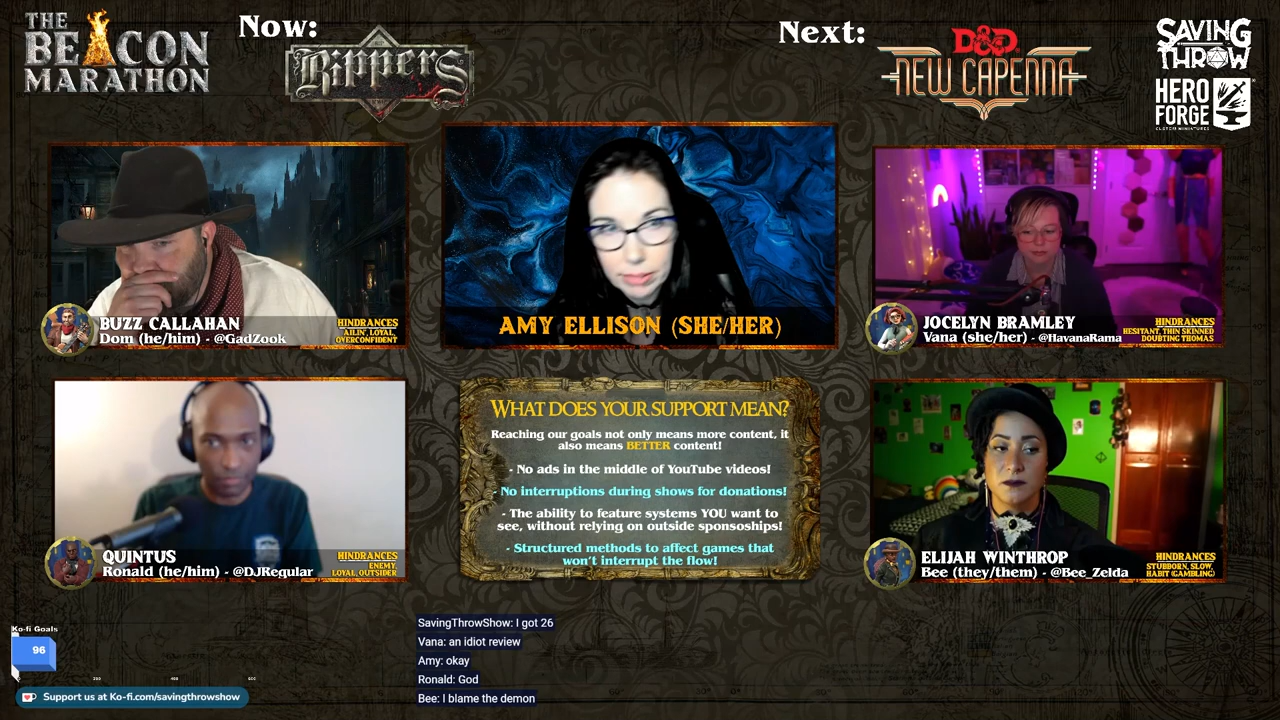 THE
BEACON
MARATHON
Now:
Rippers
Next:
D&D
NEW CAPENNA
SAVING
THROW
HERO
FORGE
CUSTOM MINIATURES
BUZZ CALLAHAN
Dom (he/him) - @GadZook
HINDRANCES
AILIN', LOYAL,
OVERCONFIDENT
AMY ELLISON (SHE/HER)
JOCELYN BRAMLEY
Vana (she/her) - @HavanaRama
HINDRANCES
HESITANT, THIN SKINNED
DOUBTING THOMAS
QUINTUS
Ronald (he/him) - @DJRegular
HINDRANCES
ENEMY,
LOYAL, OUTSIDER
WHAT DOES YOUR SUPPORT MEAN?
Reaching our goals not only means more content, it
also means BETTER content!
- No ads in the middle of YouTube videos!
- No interruptions during shows for donations!
- The ability to feature systems YOU want to
see, without relying on outside sponsoships!
- Structured methods to affect games that
won't interrupt the flow!
ELIJAH WINTHROP
Bee (they/them) - @Bee_Zelda
HINDRANCES
STUBBORN, SLOW,
HABIT (GAMBLING)
Ko-fi Goals
96
200
400
500
Support us at Ko-fi.com/savingthrowshow
SavingThrowShow: I got 26
Vana: an idiot review
Amy: okay
Ronald: God
Bee: I blame the demon